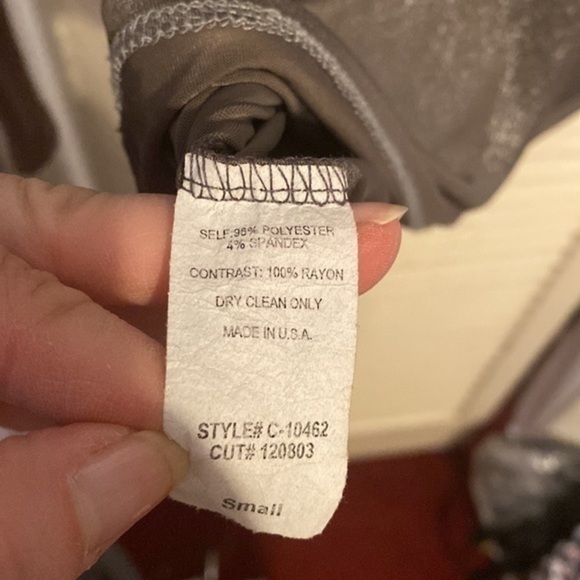 SELF:96% POLYESTER
4% SPANDEX
CONTRAST: 100% RAYON
DRY CLEAN ONLY
MADE IN U.S.A.
STYLE# C-10462
CUT# 120803
Small